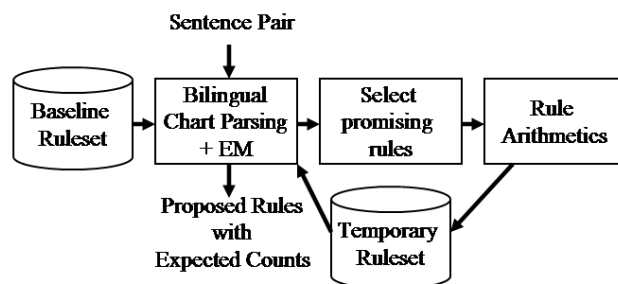 Sentence Pair
Baseline
Ruleset
Bilingual
Chart Parsing
+ EM
Select
promising
rules
Rule
Arithmetics
Proposed Rules
with
Expected Counts
Temporary
Ruleset